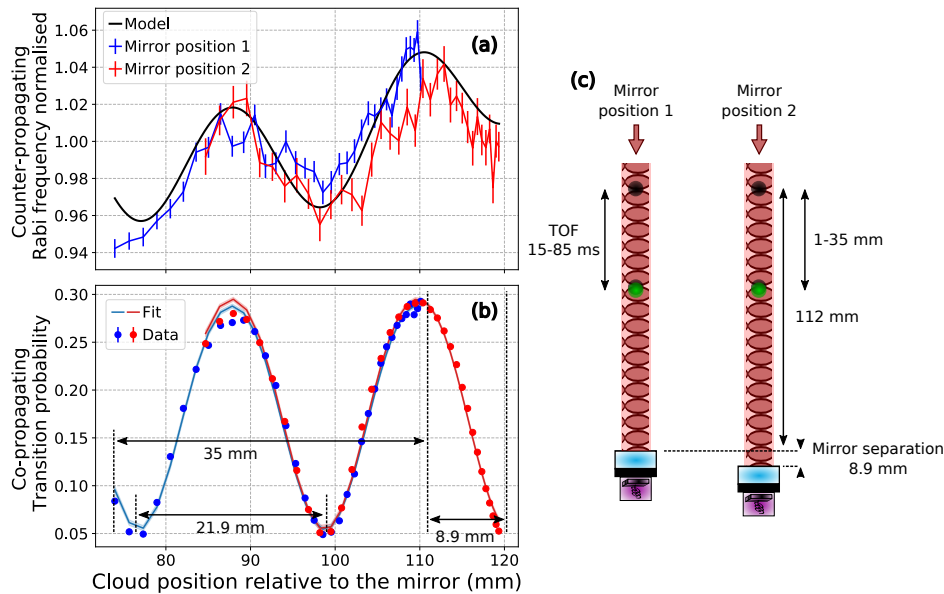 (a)
Model
Mirror position 1
Mirror position 2
1.06
1.04
1.02
1.00
0.98
0.96
0.94
Counter-propagating
Rabi frequency normalised
(b)
Fit
Data
0.30
0.25
0.20
0.15
0.10
0.05
Co-propagating
Transition probability
35 mm
21.9 mm
8.9 mm
80
90
100
110
120
Cloud position relative to the mirror (mm)
(c)
Mirror
position 1
Mirror
position 2
TOF
15-85 ms
1-35 mm
112 mm
Mirror separation
8.9 mm